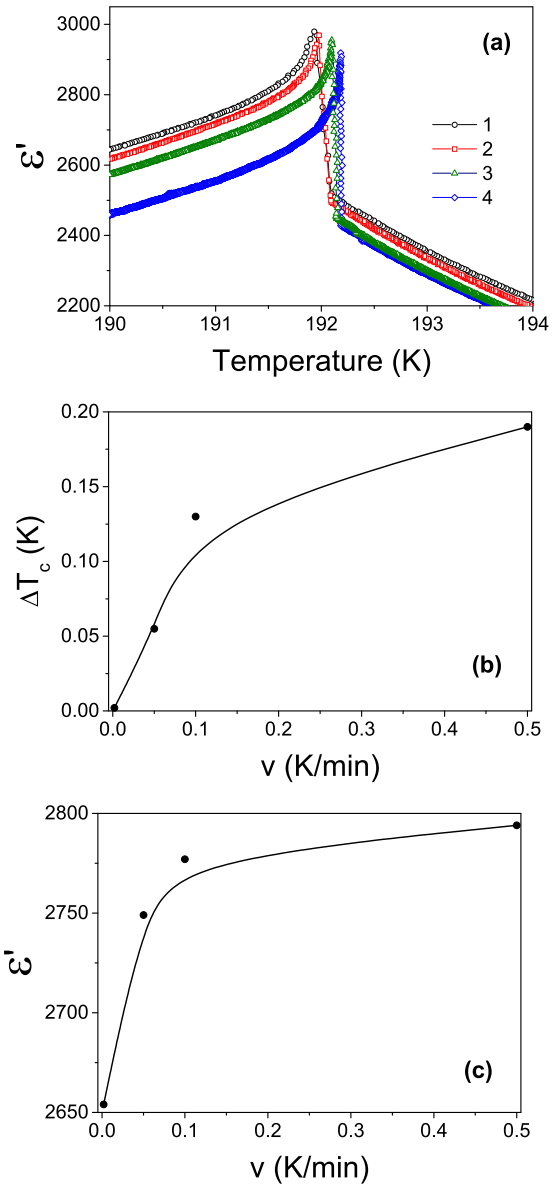 3000
2800
2600
2400
2200
ε'
(a)
1
2
3
4
190 191 192 193 194
Temperature (K)
0.20
0.15
0.10
0.05
0.00
ΔTc (K)
(b)
0.0 0.1 0.2 0.3 0.4 0.5
v (K/min)
2800
2750
2700
2650
ε'
(c)
0.0 0.1 0.2 0.3 0.4 0.5
v (K/min)